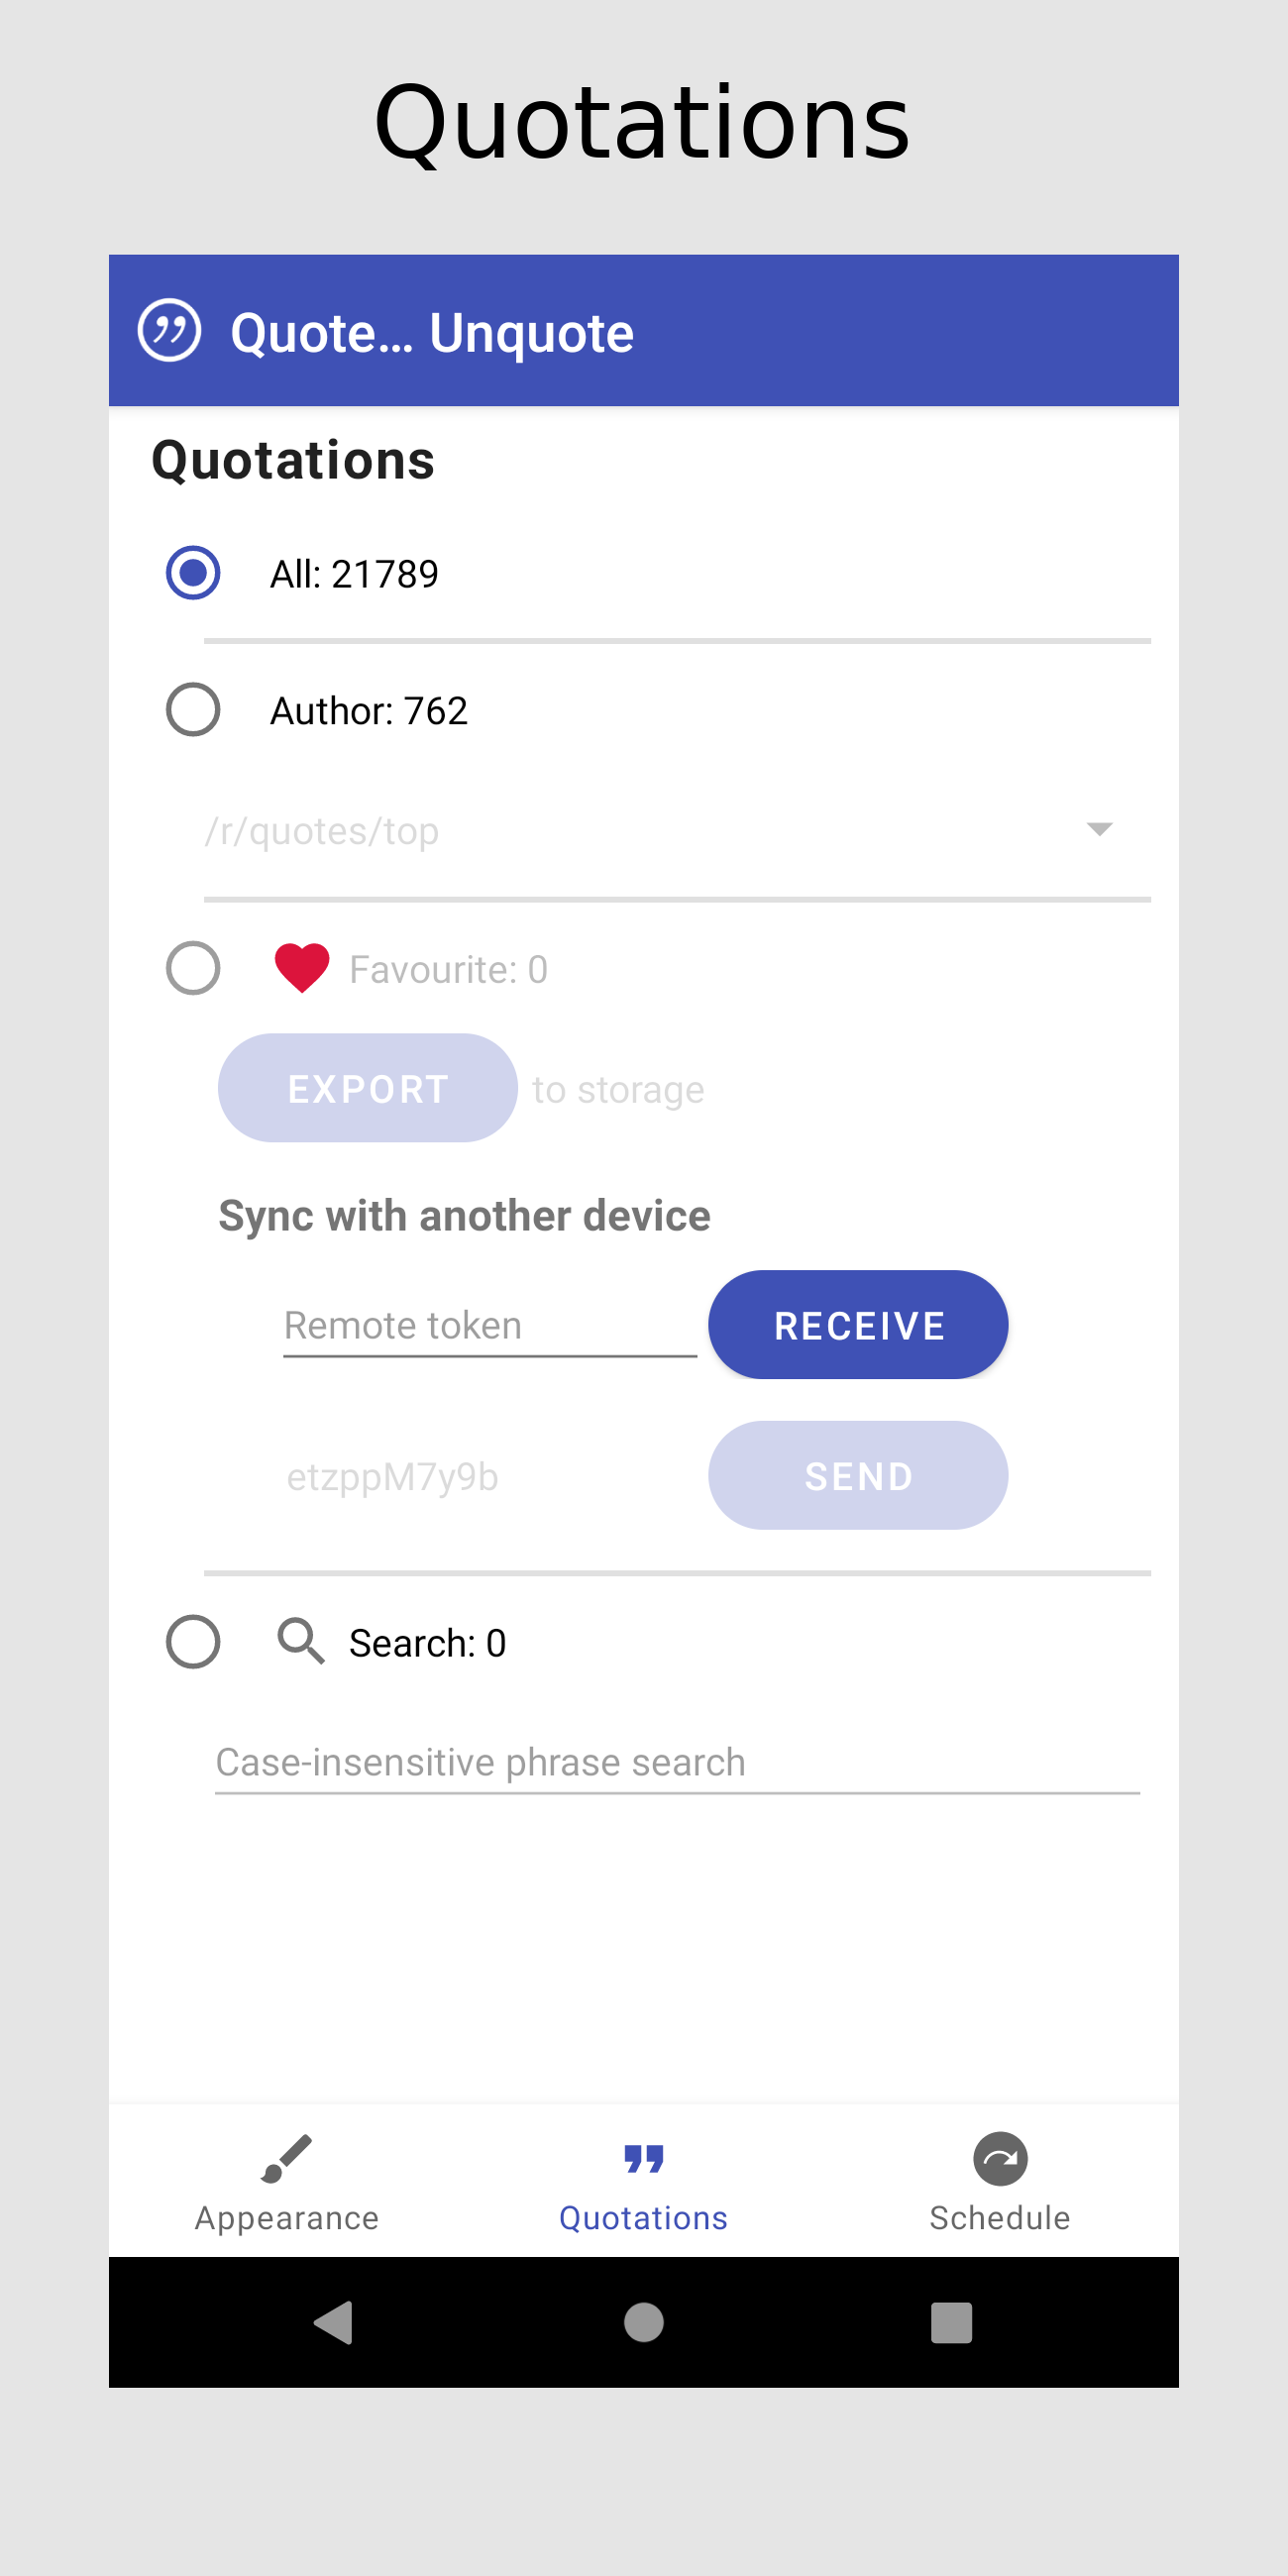 Quotations
Quote... Unquote
Quotations
All: 21789
Author: 762
/r/quotes/top
Favourite: 0
EXPORT to storage
Sync with another device
Remote token RECEIVE
etzppM7y9b SEND
Search: 0
Case-insensitive phrase search
Appearance Quotations Schedule